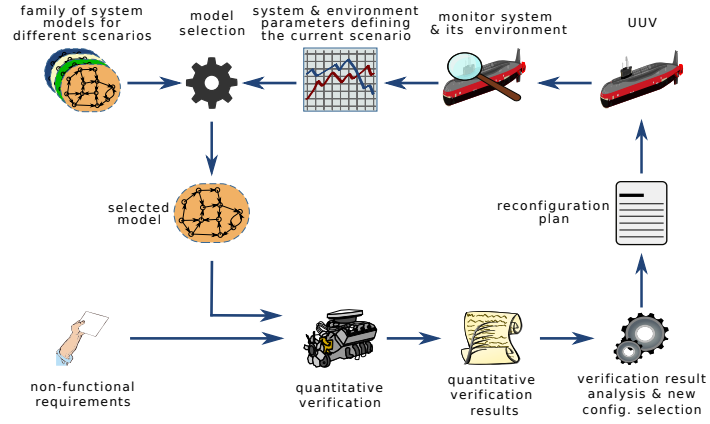 family of system
models for
different scenarios
model
selection
system & environment
parameters defining
the current scenario
monitor system
& its environment
UUV
selected
model
reconfiguration
plan
non-functional
requirements
quantitative
verification
quantitative
verification
results
verification result
analysis & new
config. selection